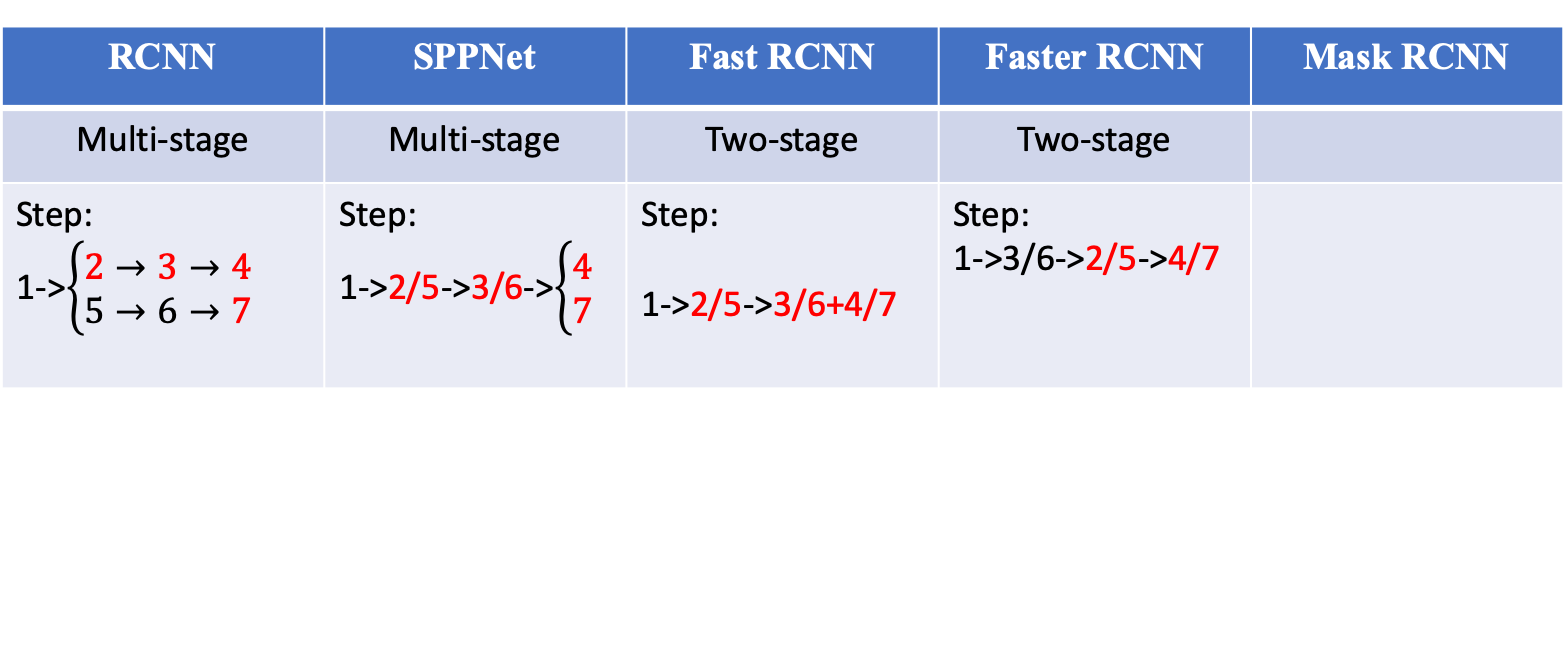 RCNN SPPNet Fast RCNN Faster RCNN Mask RCNN
Multi-stage Multi-stage Two-stage Two-stage
Step: Step: Step: Step:
1->{2 → 3 → 4
5 → 6 → 7
1->2/5->3/6->{4
7
1->2/5->3/6+4/7
1->3/6->2/5->4/7